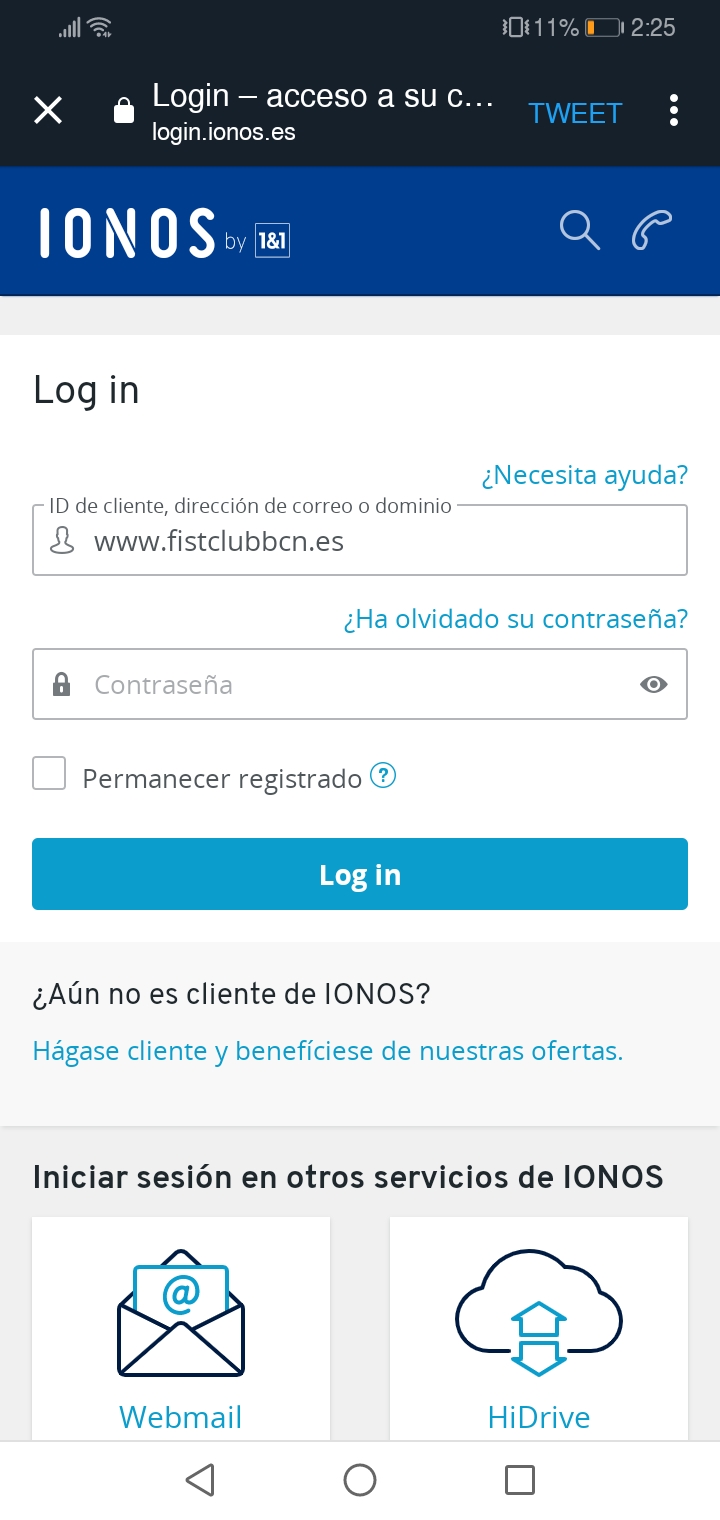 11% 2:25
Login – acceso a su c...
login.ionos.es
TWEET
IONOS by 1&1
Log in
¿Necesita ayuda?
ID de cliente, dirección de correo o dominio
www.fistclubbcn.es
¿Ha olvidado su contraseña?
Contraseña
Permanecer registrado ?
Log in
¿Aún no es cliente de IONOS?
Hágase cliente y benefíciese de nuestras ofertas.
Iniciar sesión en otros servicios de IONOS
@
Webmail
HiDrive